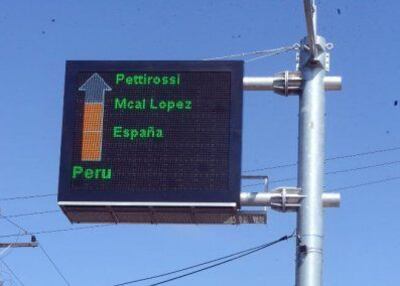 Pettirossi
Mcal Lopez
España
Peru